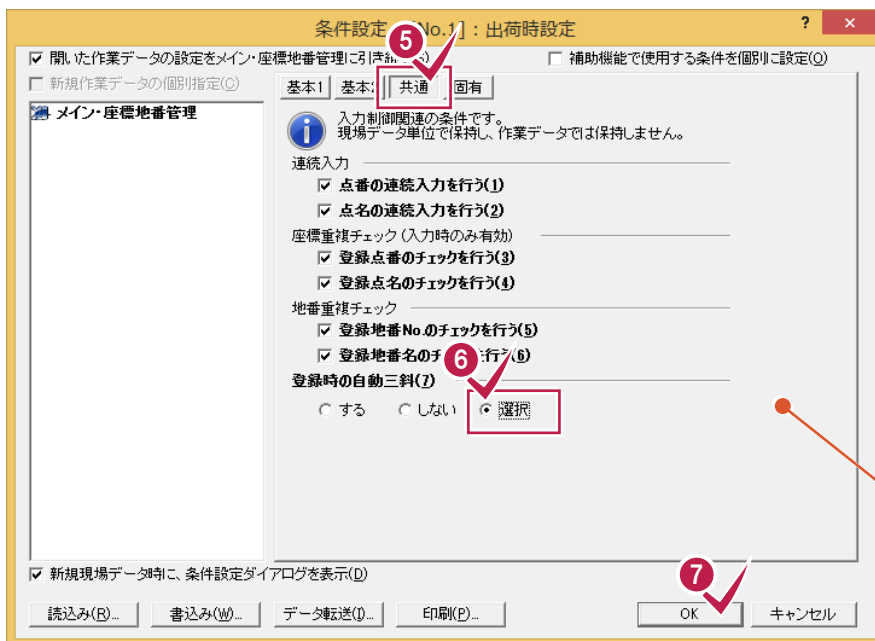 条件設定 No.1]：出荷時設定
? ×
開いた作業データの設定をメイン・座標地番管理に引き
補助機能で使用する条件を個別に設定(O)
新規作業データの個別指定(C)
メイン・座標地番管理
5
基本1 基本 共通 固有
入力制御関連の条件です。
現場データ単位で保持し、作業データでは保持しません。
連続入力
点番の連続入力を行う(1)
点名の連続入力を行う(2)
座標重複チェック(入力時のみ有効)
登録点番のチェックを行う(3)
登録点名のチェックを行う(4)
地番重複チェック
登録地番No.のチェックを行う(5)
登録地番名のチ 行う(6)
6
登録時の自動三斜(7)
する しない 選択
新規現場データ時に、条件設定ダイアログを表示(D)
7
読込み(R)... 書込み(W)... データ転送(I)... 印刷(P)... OK キャンセル